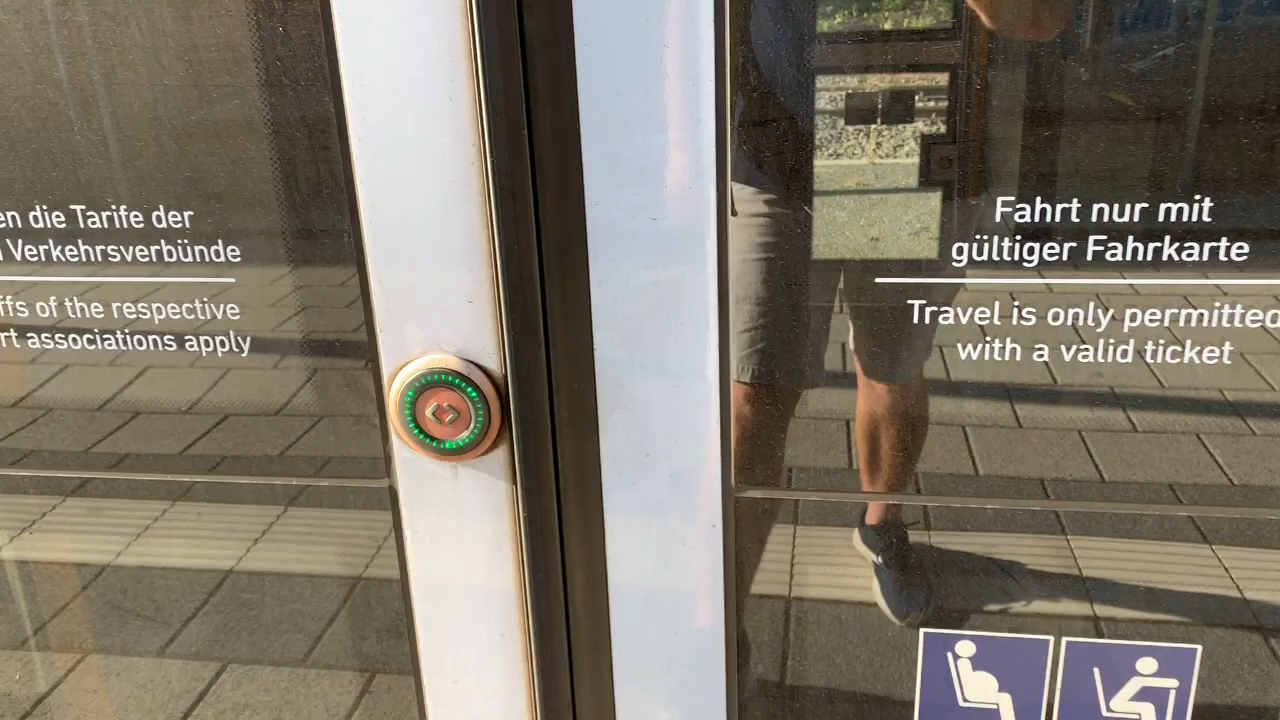 en die Tarife der
Verkehrsverbünde
ffs of the respective
rt associations apply
Fahrt nur mit
gültiger Fahrkarte
Travel is only permitted
with a valid ticket